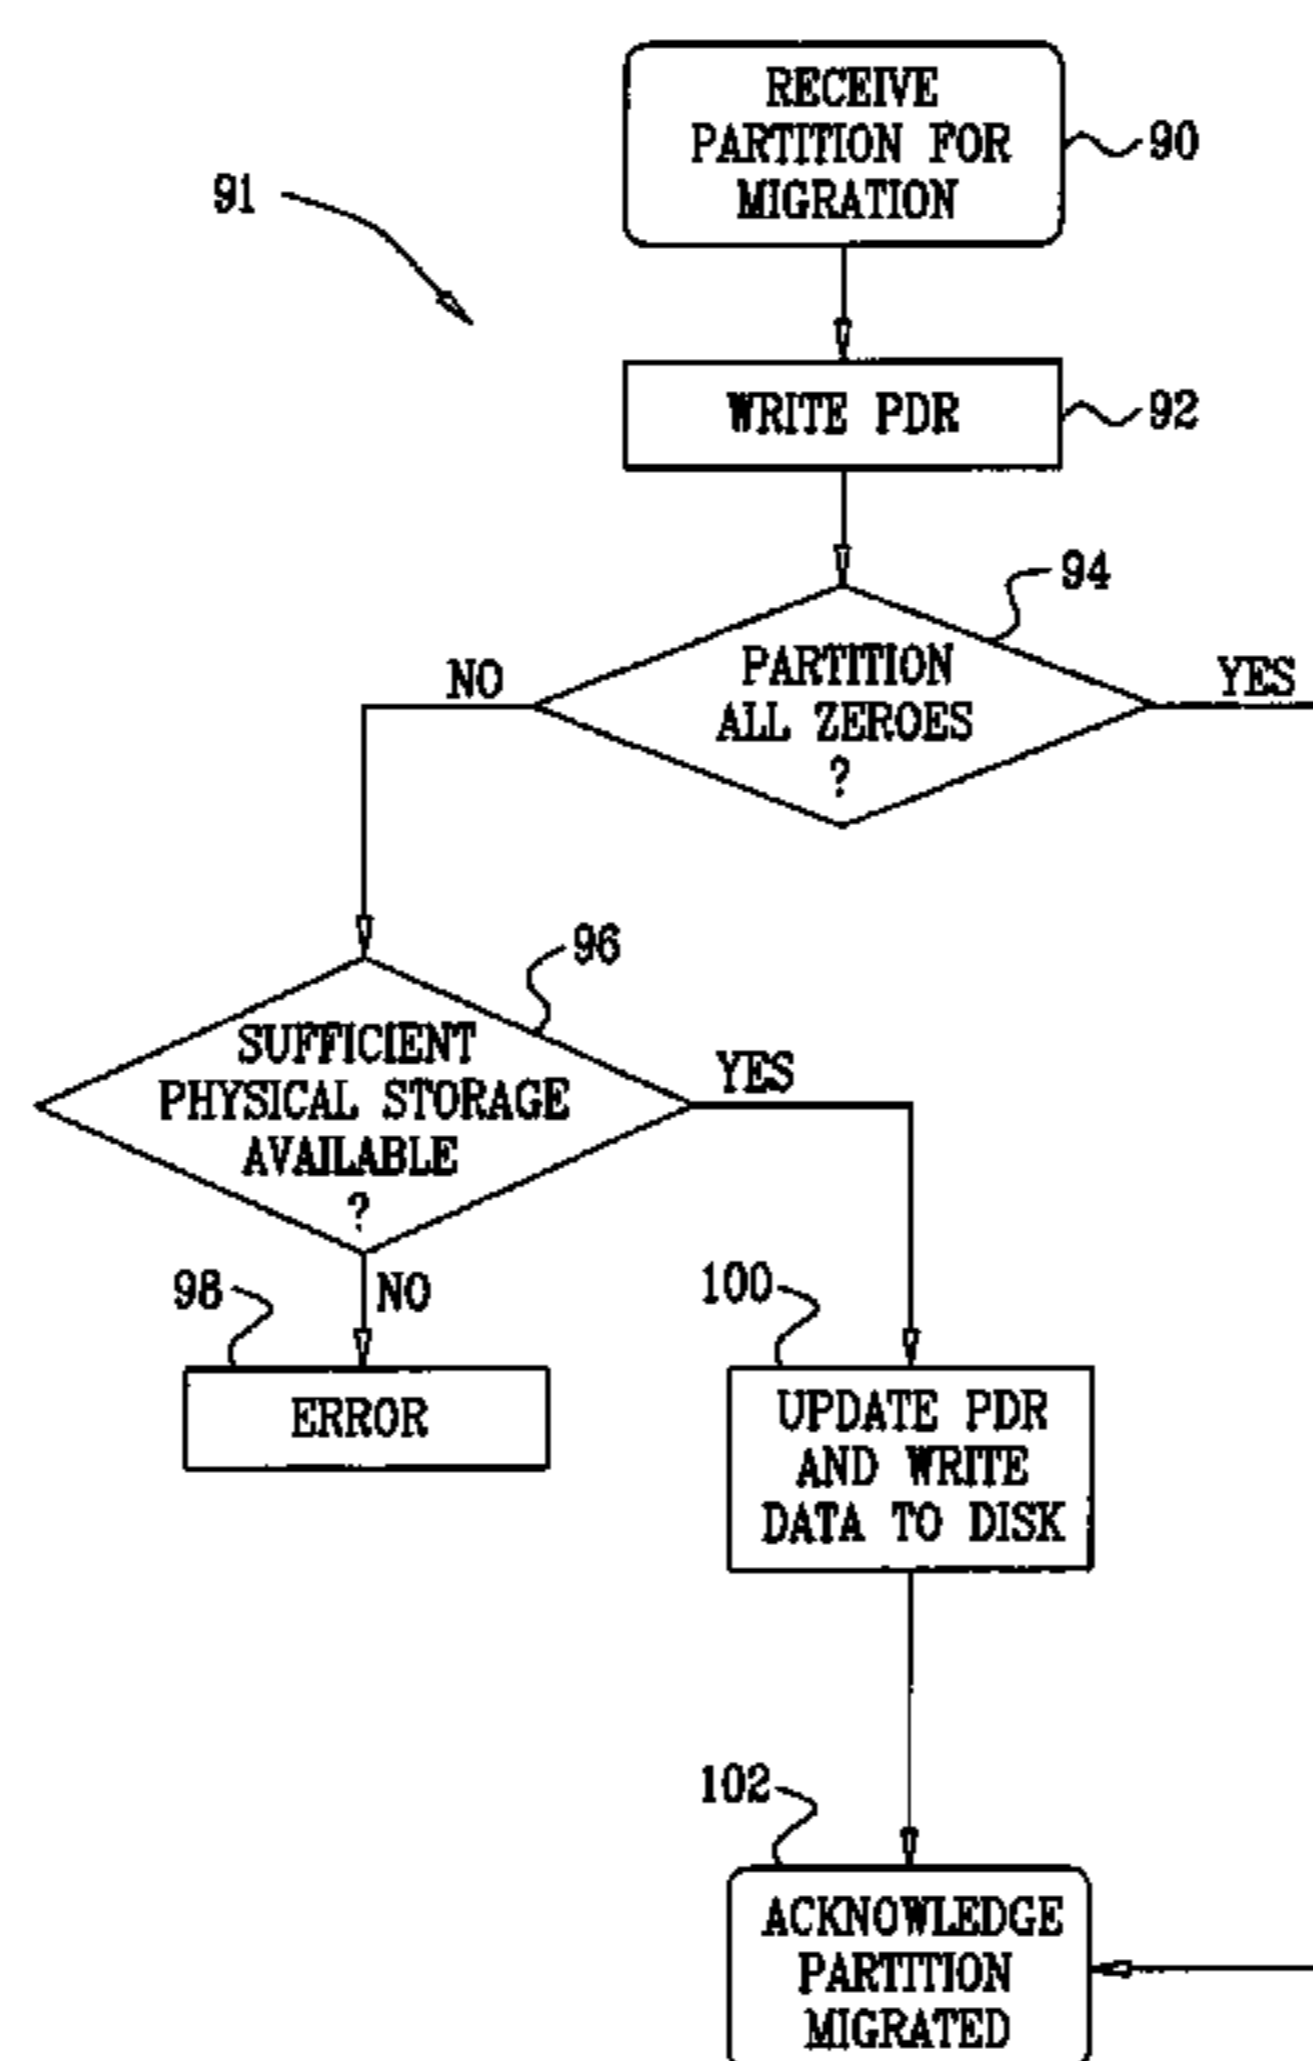 RECEIVE
PARTITION FOR
MIGRATION
90
91
WRITE PDR
92
94
PARTITION
ALL ZEROES
?
NO
YES
96
SUFFICIENT
PHYSICAL STORAGE
AVAILABLE
?
YES
NO
98
ERROR
100
UPDATE PDR
AND WRITE
DATA TO DISK
102
ACKNOWLEDGE
PARTITION
MIGRATED